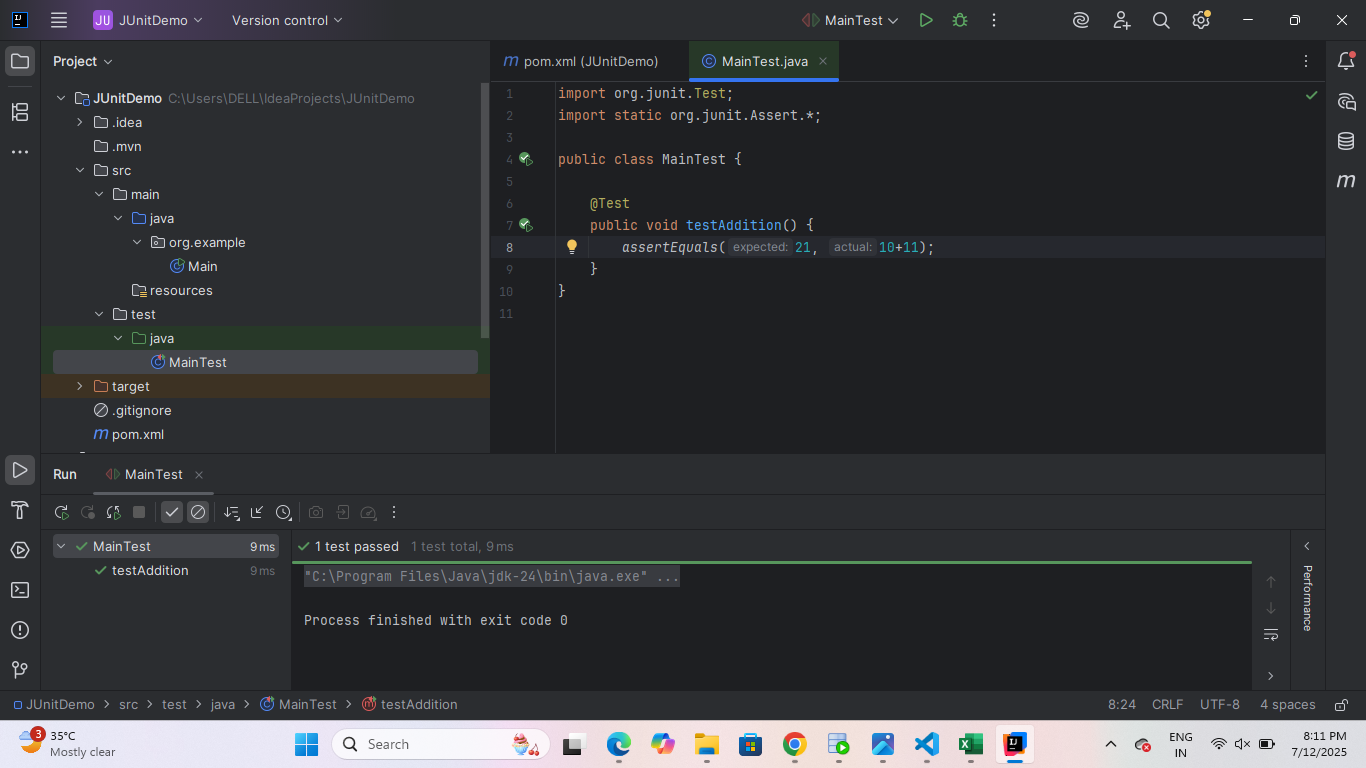 JU JUnitDemo Version control MainTest
Project
JUnitDemo C:\Users\DELL\IdeaProjects\JUnitDemo
.idea
.mvn
src
main
java
org.example
Main
resources
test
java
MainTest
target
.gitignore
pom.xml
m pom.xml (JUnitDemo) MainTest.java
1 import org.junit.Test;
2 import static org.junit.Assert.*;
3
4 public class MainTest {
5
6 @Test
7 public void testAddition() {
8 assertEquals( expected: 21, actual: 10+11);
9 }
10 }
11
Run MainTest
MainTest 9 ms
testAddition 9 ms
1 test passed 1 test total, 9 ms
"C:\Program Files\Java\jdk-24\bin\java.exe" ...
Process finished with exit code 0
Performance
JUnitDemo > src > test > java > MainTest > testAddition 8:24 CRLF UTF-8 4 spaces
3 35°C
Mostly clear
Search
ENG
IN
8:11 PM
7/12/2025